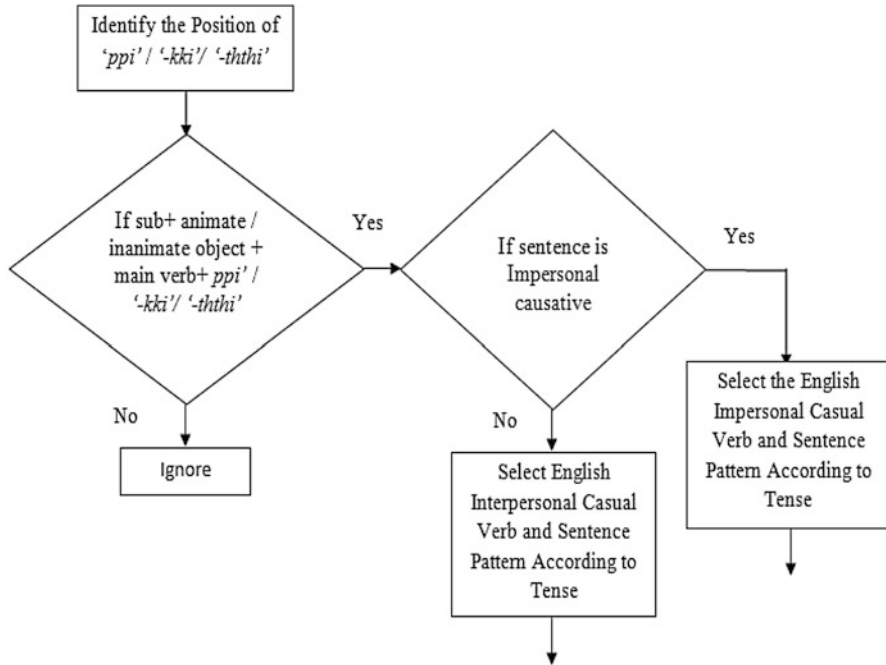 Identify the Position of
‘ppi’ / ‘-kki’/ ‘-ththi’
If sub+ animate /
inanimate object +
main verb+ ppi’ /
‘-kki’/ ‘-ththi’
Yes
No
Ignore
If sentence is
Impersonal
causative
Yes
No
Select English
Interpersonal Casual
Verb and Sentence
Pattern According to
Tense
Select the English
Impersonal Casual
Verb and Sentence
Pattern According to
Tense